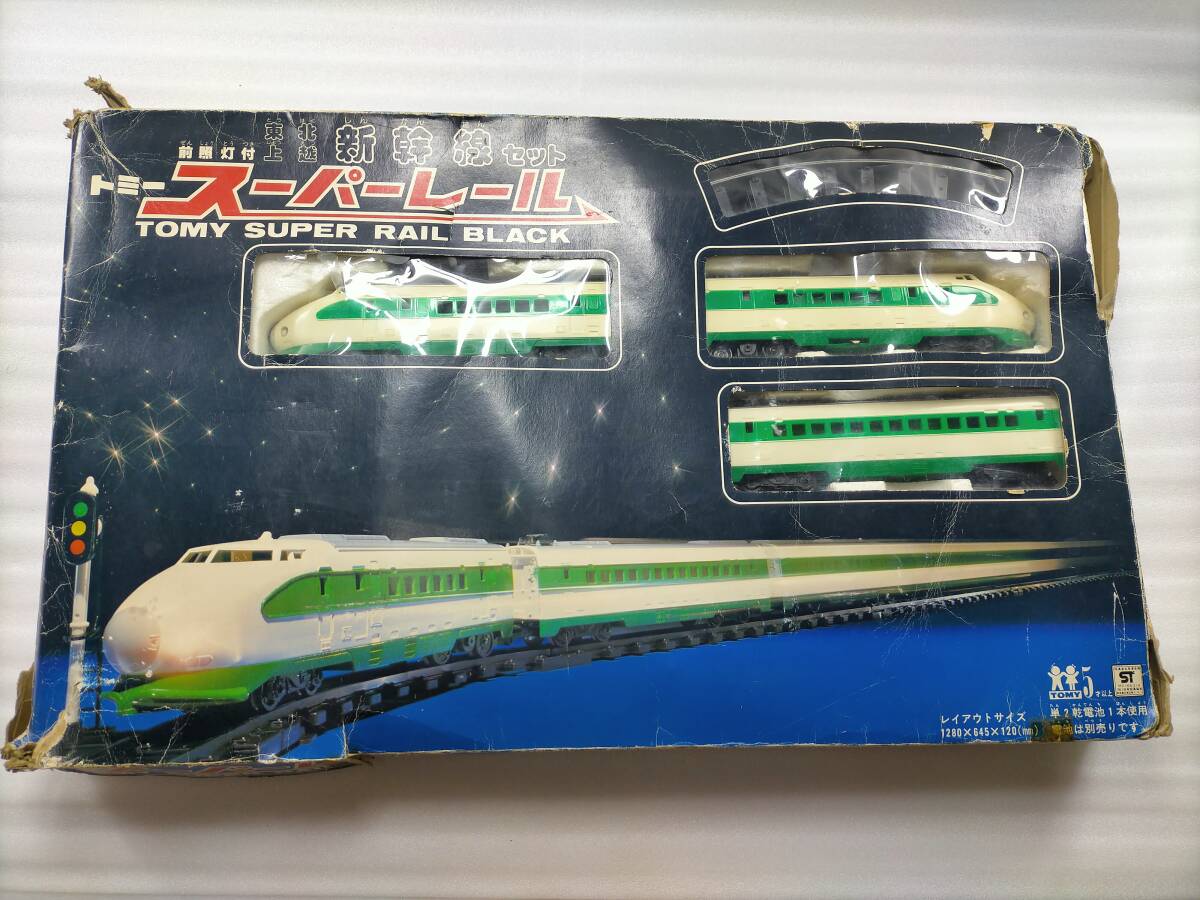 前照灯付
東北
上越
新幹線セット
トミースーパーレール
TOMY SUPER RAIL BLACK
TOMY
5才以上
ST
レイアウトサイズ
1280×645×120(mm)
単2乾電池1本使用
は別売りです